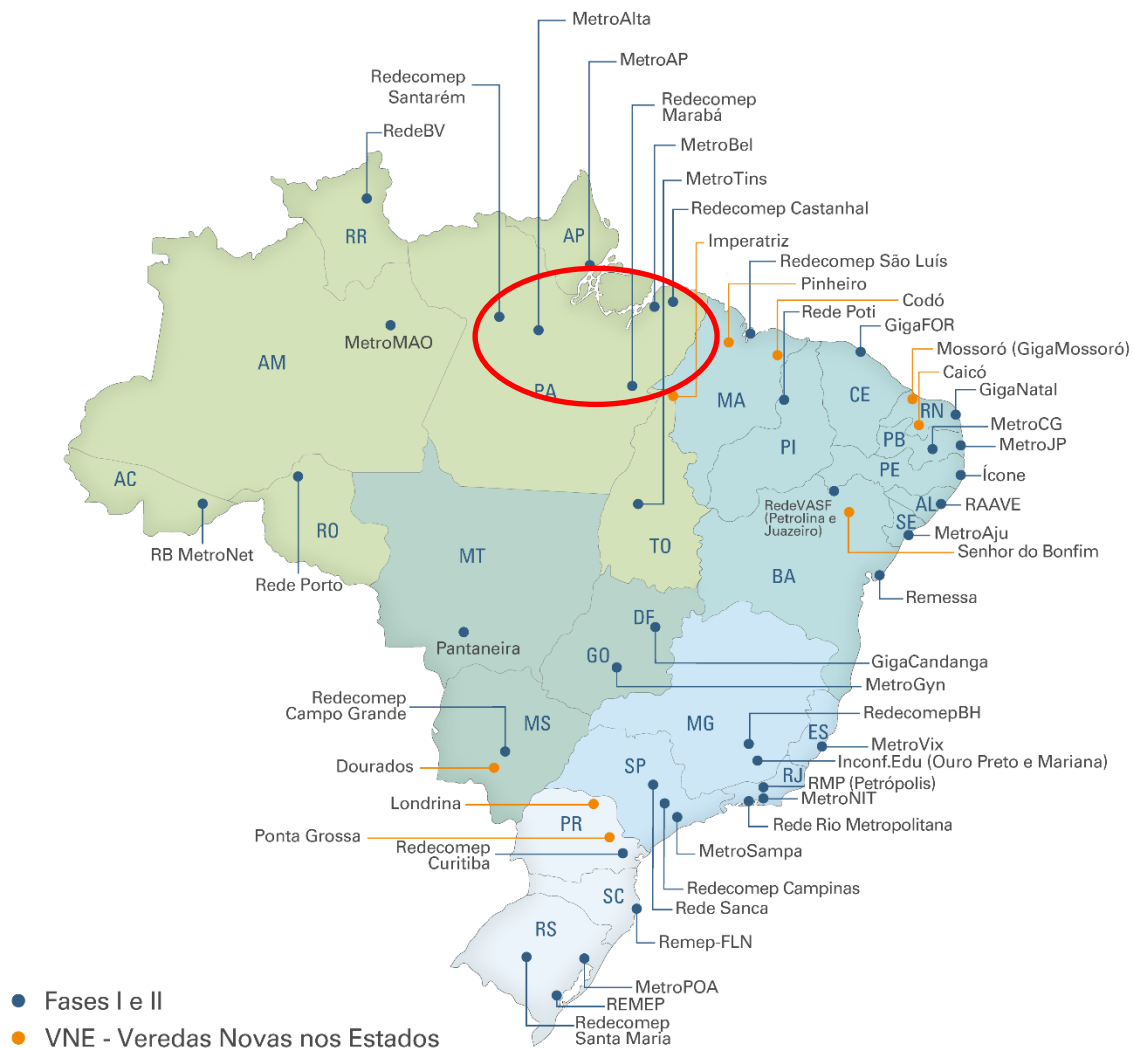 MetroAlta
MetroAP
Redecomep
Santarém
Redecomep
Marabá
RedeBV
MetroBel
MetroTins
Redecomep Castanhal
Imperatriz
RR
AP
Redecomep São Luís
Pinheiro
Codó
Rede Poti
GigaFOR
MetroMAO
Mossoró (GigaMossoró)
AM
Caicó
PA
MA
CE
GigaNatal
RN
MetroCG
PB
MetroJP
PI
PE
Ícone
AC
RedeVASF
(Petrolina e
Juazeiro)
AL
RAAVE
RO
SE
MetroAju
TO
Senhor do Bonfim
RB MetroNet
MT
Rede Porto
BA
Remessa
DF
Pantaneira
GO
GigaCandanga
MetroGyn
Redecomep
Campo Grande
MS
MG
RedecomepBH
ES
MetroVix
Inconf.Edu (Ouro Preto e Mariana)
Dourados
SP
RJ
RMP (Petrópolis)
MetroNIT
Londrina
PR
Rede Rio Metropolitana
Ponta Grossa
Redecomep
Curitiba
MetroSampa
Redecomep Campinas
SC
Rede Sanca
RS
Remep-FLN
MetroPOA
REMEP
Redecomep
Santa Maria
Fases I e II
VNE - Veredas Novas nos Estados